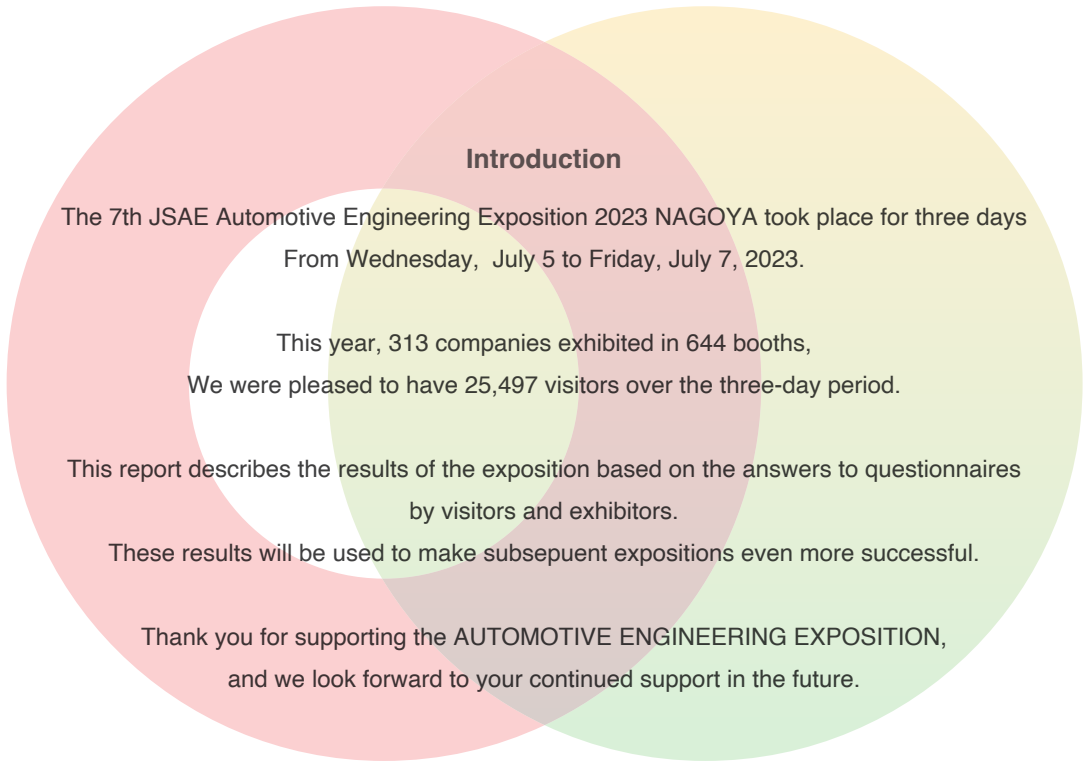 Introduction
The 7th JSAE Automotive Engineering Exposition 2023 NAGOYA took place for three days
From Wednesday,  July 5 to Friday, July 7, 2023.
This year, 313 companies exhibited in 644 booths,
We were pleased to have 25,497 visitors over the three-day period.
This report describes the results of the exposition based on the answers to questionnaires
by visitors and exhibitors.
These results will be used to make subsepuent expositions even more successful.
Thank you for supporting the AUTOMOTIVE ENGINEERING EXPOSITION,
and we look forward to your continued support in the future.